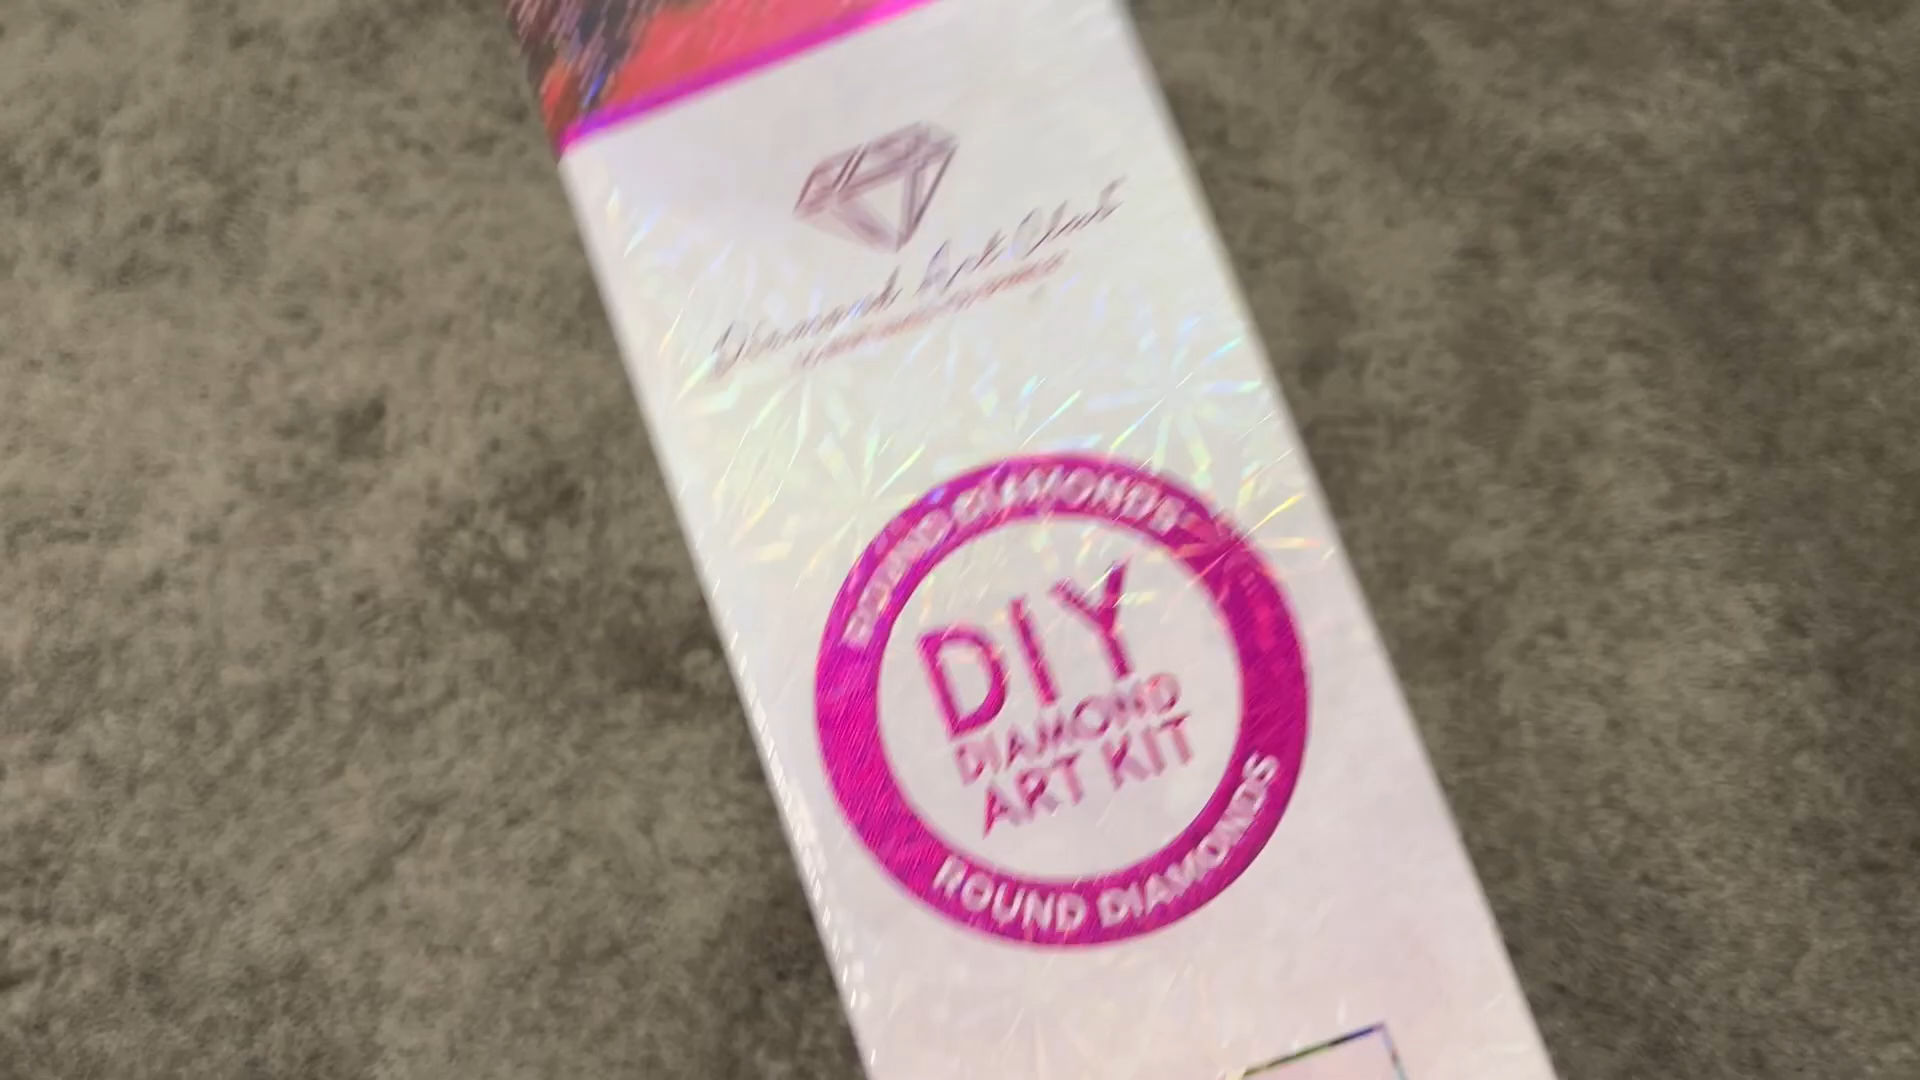 Diamond Art Club
ROUND DIAMONDS
DIY
DIAMOND
ART KIT
ROUND DIAMONDS